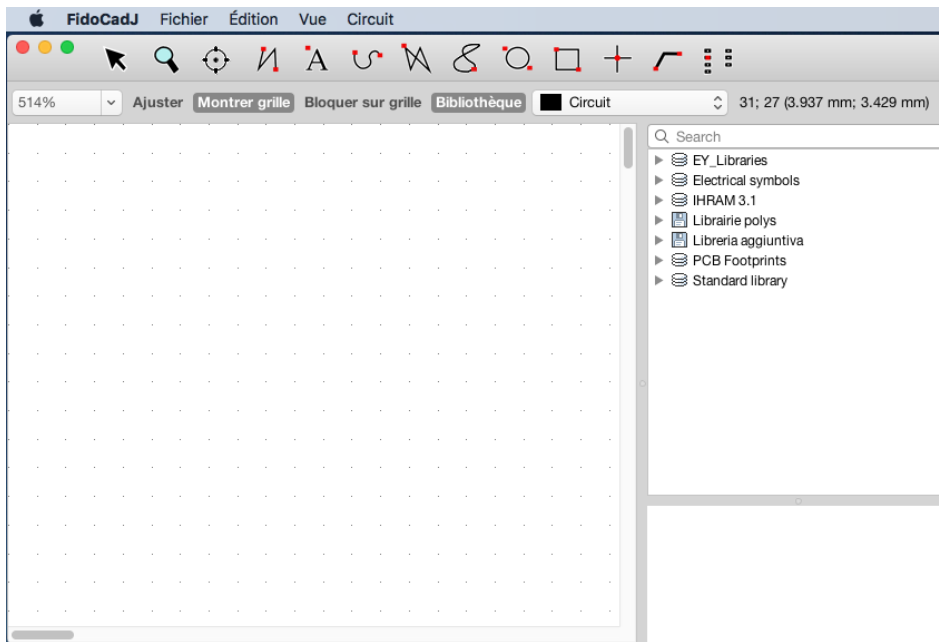 FidoCadJ Fichier Édition Vue Circuit
A
514% Ajuster Montrer grille Bloquer sur grille Bibliothèque Circuit 31; 27 (3.937 mm; 3.429 mm)
Search
EY_Libraries
Electrical symbols
IHRAM 3.1
Librairie polys
Libreria aggiuntiva
PCB Footprints
Standard library